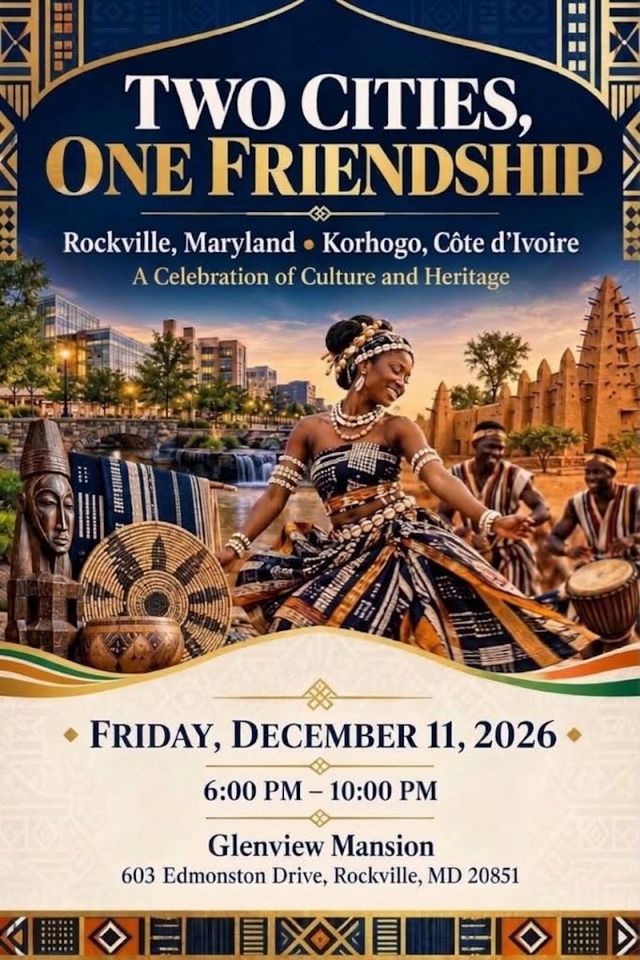 TWO CITIES,
ONE FRIENDSHIP
Rockville, Maryland • Korhogo, Côte d'Ivoire
A Celebration of Culture and Heritage
FRIDAY, DECEMBER 11, 2026
6:00 PM – 10:00 PM
Glenview Mansion
603 Edmonston Drive, Rockville, MD 20851